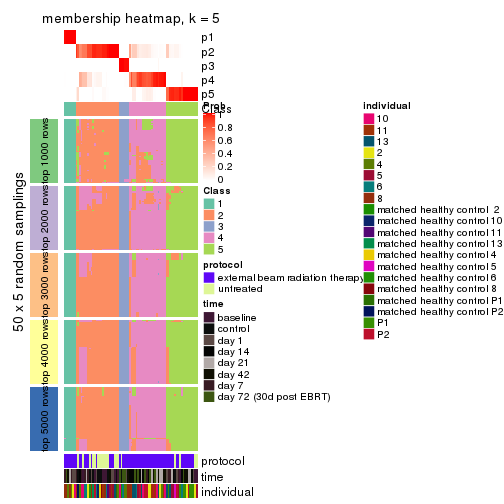 membership heatmap, k = 5
p1
p2
p3
p4
p5
Prob
Class
1
0.8
0.6
0.4
0.2
0
Class
1
2
3
4
5
protocol
external beam radiation therapy
untreated
time
baseline
control
day 1
day 14
day 21
day 42
day 7
day 72 (30d post EBRT)
individual
10
11
13
2
4
5
6
8
matched healthy control 2
matched healthy control 10
matched healthy control 11
matched healthy control 13
matched healthy control 4
matched healthy control 5
matched healthy control 6
matched healthy control 8
matched healthy control P1
matched healthy control P2
P1
P2
50 x 5 random samplings
top 1000 rows
top 2000 rows
top 3000 rows
top 4000 rows
top 5000 rows
protocol
time
individual